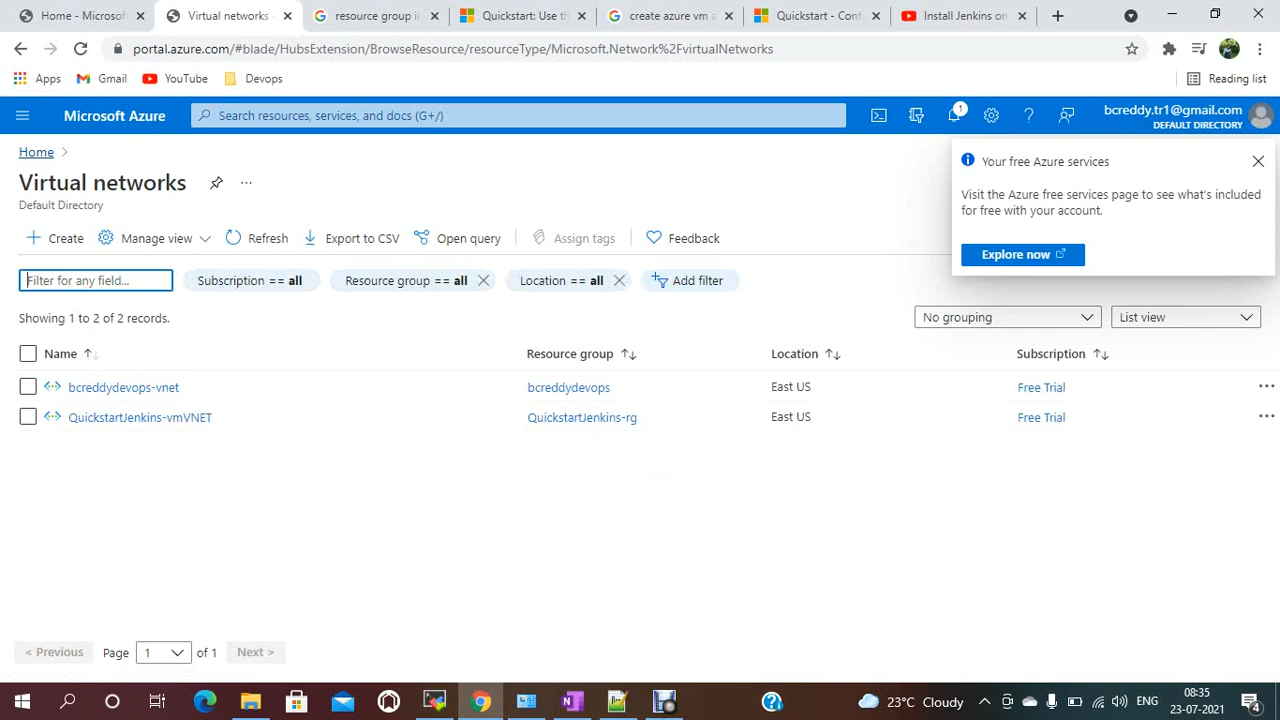 Home - Microsof
Virtual networks -
resource group in
Quickstart: Use th
create azure vm a
Quickstart - Conf
Install Jenkins on
portal.azure.com/#blade/HubsExtension/BrowseResource/resourceType/Microsoft.Network%2FvirtualNetworks
Apps
Gmail
YouTube
Devops
Reading list
Microsoft Azure
Search resources, services, and docs (G+/)
1
bcreddy.tr1@gmail.com
DEFAULT DIRECTORY
Home >
Your free Azure services
Virtual networks
Default Directory
Visit the Azure free services page to see what's included
for free with your account.
Explore now
+ Create
Manage view
Refresh
Export to CSV
Open query
Assign tags
Feedback
Filter for any field...
Subscription == all
Resource group == all
Location == all
Add filter
Showing 1 to 2 of 2 records.
No grouping
List view
Name
Resource group
Location
Subscription
bcreddydevops-vnet
bcreddydevops
East US
Free Trial
QuickstartJenkins-vmVNET
QuickstartJenkins-rg
East US
Free Trial
< Previous
Page
1
of 1
Next >
23°C Cloudy
ENG
08:35
23-07-2021
4